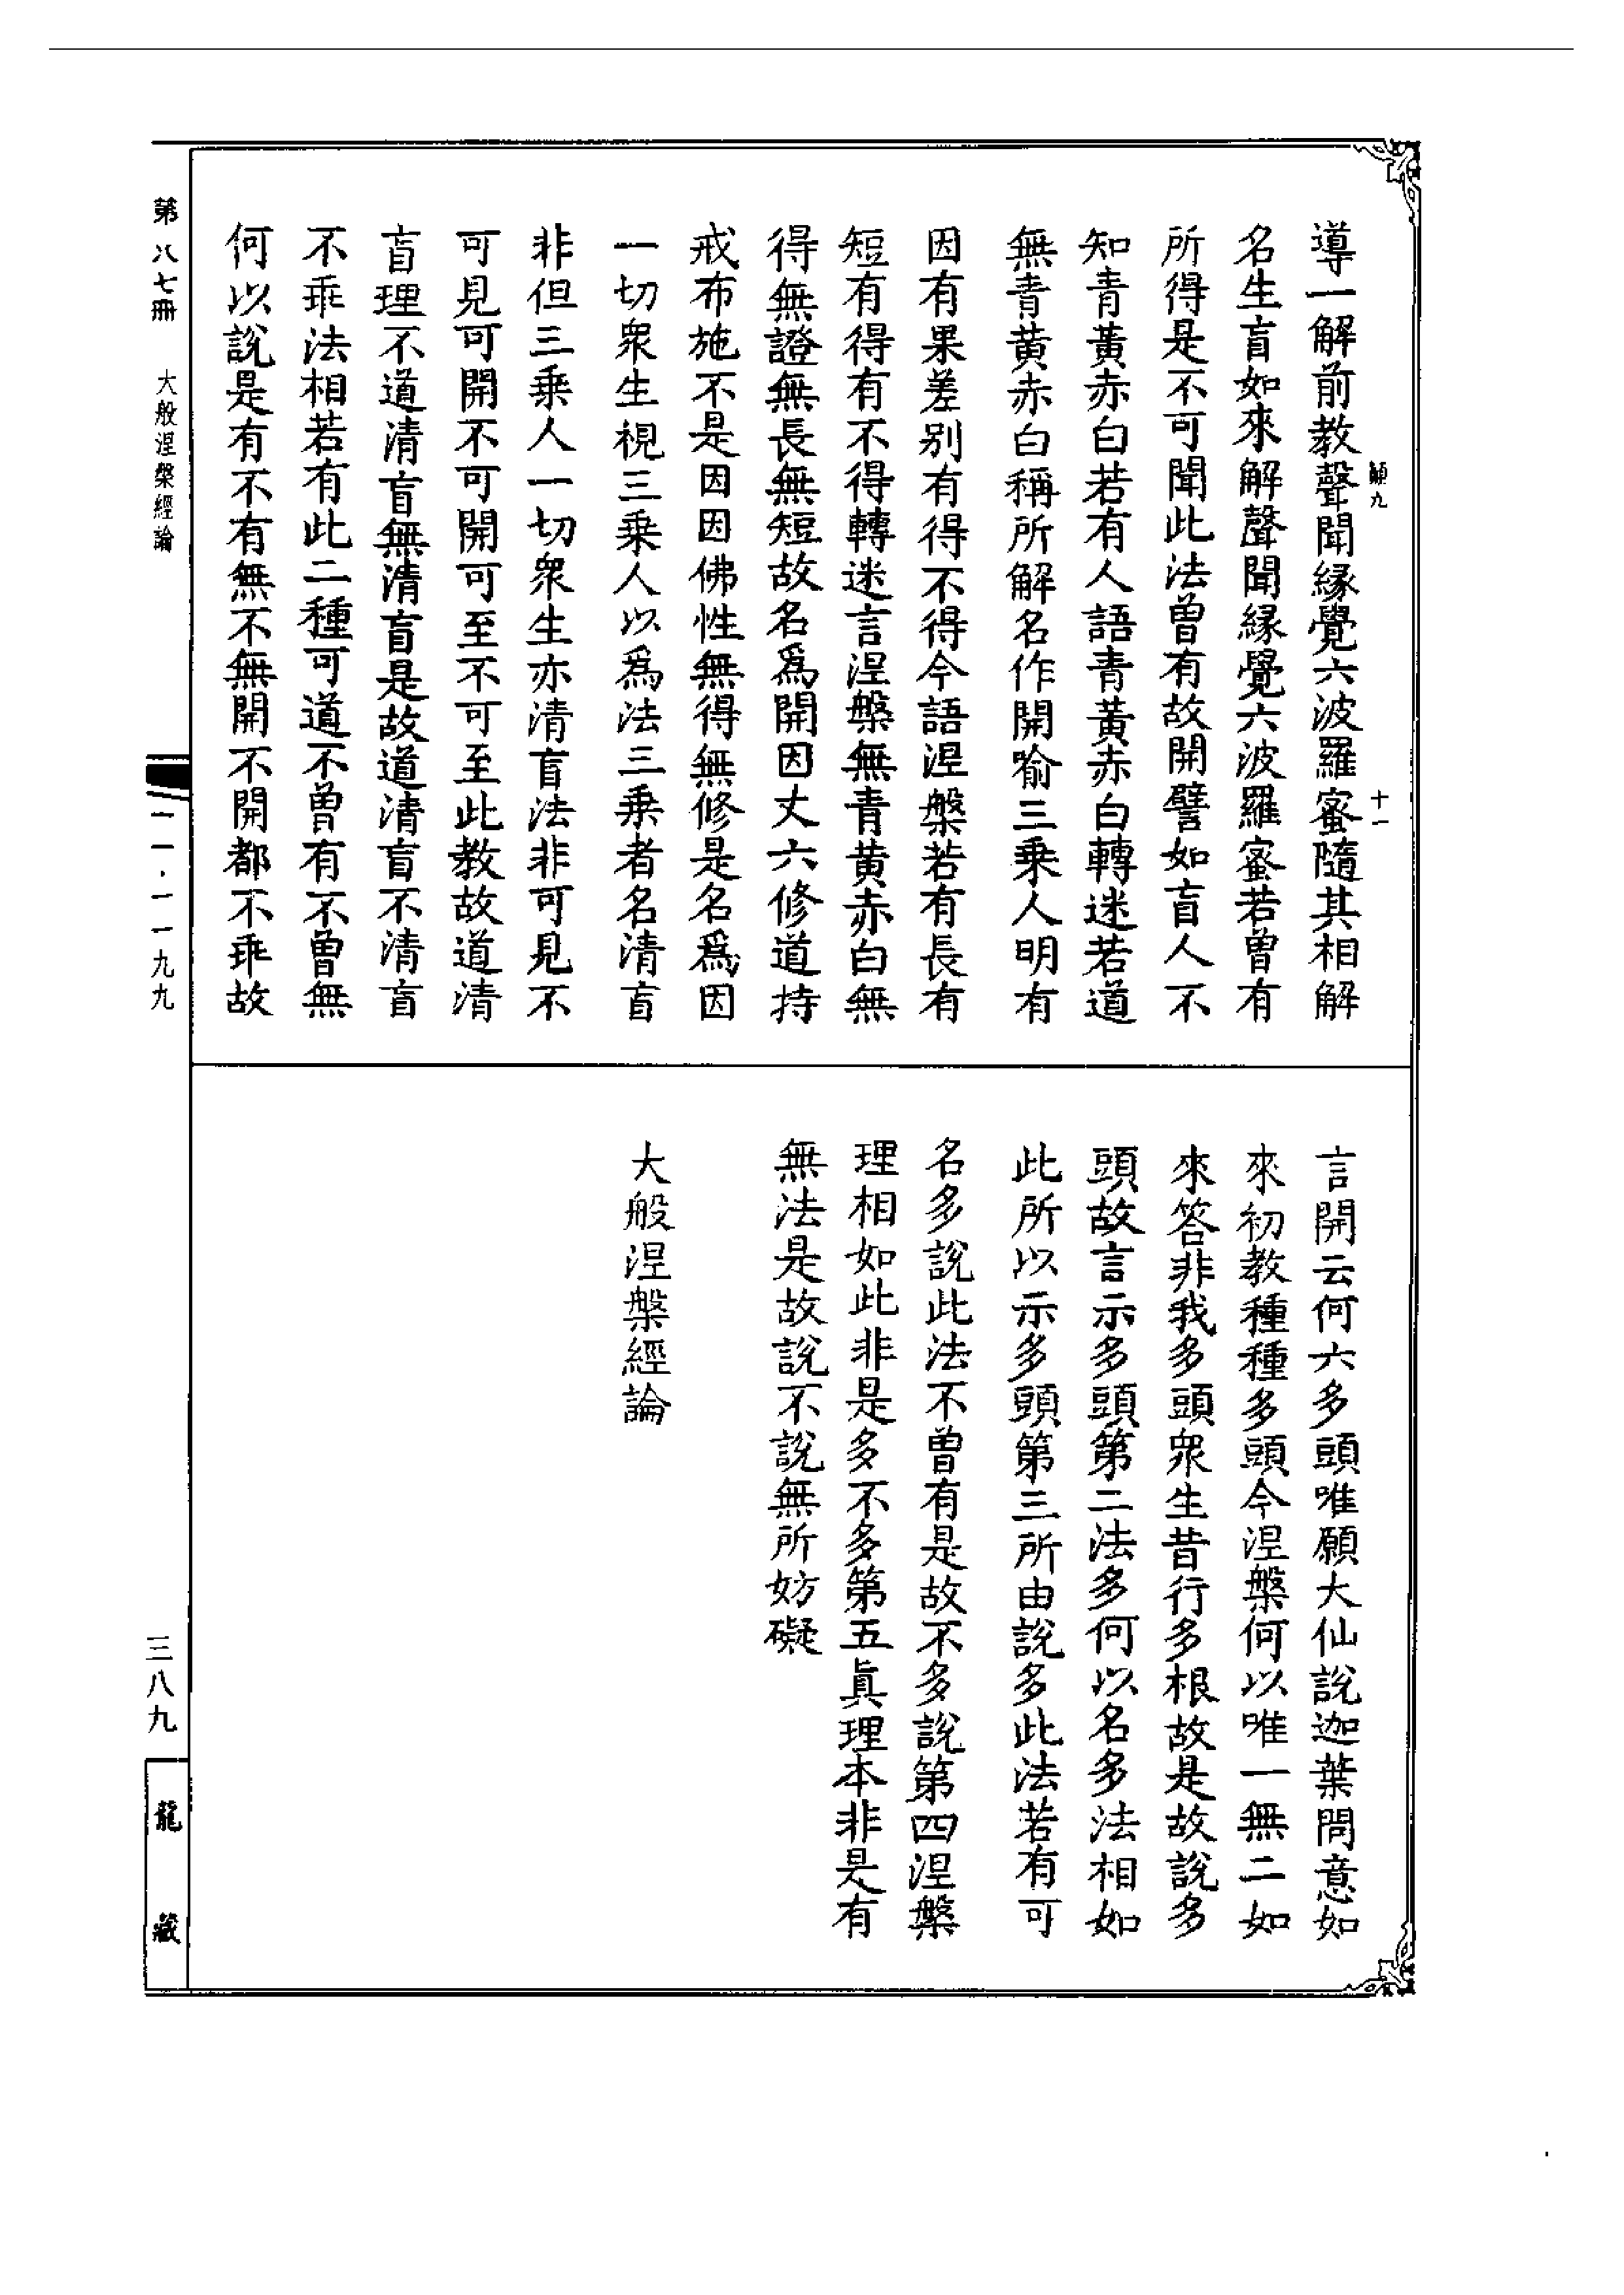 顛九
十一
導一解前教聲聞緣覺六波羅蜜隨其相解
名生盲如來解聲聞緣覺六波羅蜜若曾有
所得是不可聞此法曾有故開譬如盲人不
知青黃赤白若有人語青黃赤白轉迷若道
無青黃赤白稱所解名作開喻三乗人明有
因有果差别有得不得今語涅槃若有長有
短有得有不得轉迷言涅槃無青黃赤白無
得無證無長無短故名爲開因丈六修道持
戒布施不是因因佛性無得無修是名爲因
一切衆生視三乗人以爲法三乗者名清盲
非但三乗人一切衆生亦清盲法非可見不
可見可開不可開可至不可至此教故道清
盲理不道清盲無清盲是故道清盲不清盲
不乖法相若有此二種可道不曾有不曾無
何以說是有不有無不無開不開都不乖故
言開云何六多頭唯願大仙說迦葉問意如
來初教種種多頭今涅槃何以唯一無二如
來答非我多頭衆生昔行多根故是故說多
頭故言示多頭第二法多何以名多法相如
此所以示多頭第三所由說多此法若有可
名多說此法不曾有是故不多說第四涅槃
理相如此非是多不多第五眞理本非是有
無法是故說不說無所妨礙
大般涅槃經論
第八七冊
大般涅槃經論
一一·一一九九
三八九
龍藏